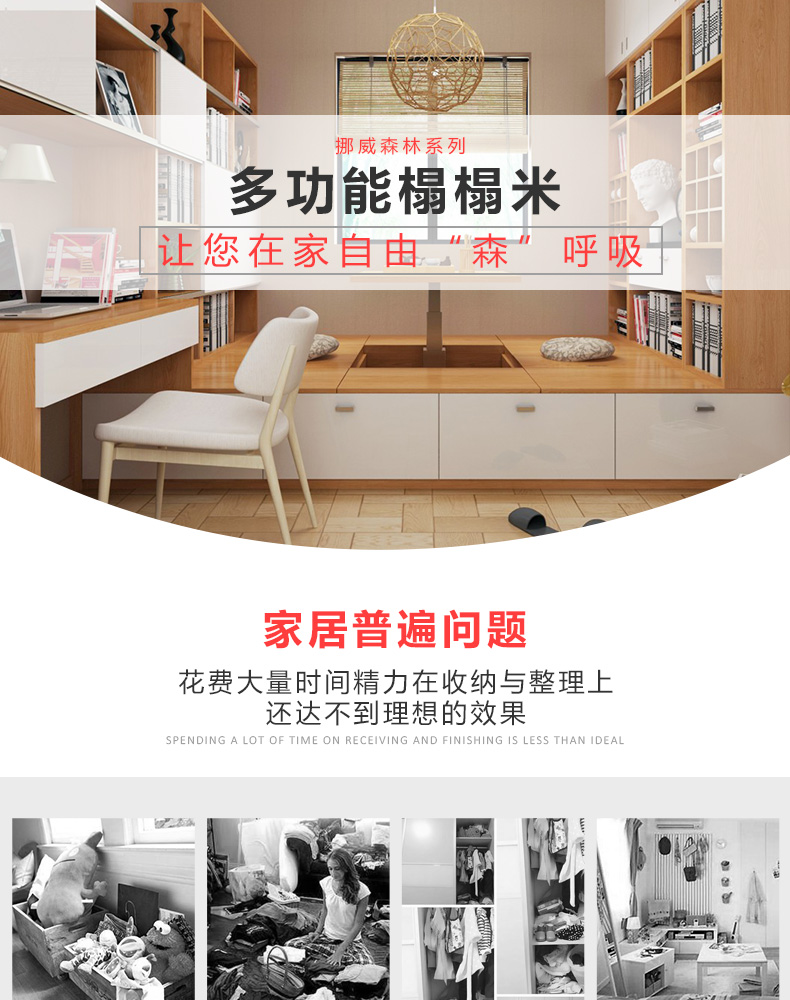 挪威森林系列
多功能榻榻米
让您在家自由“森”呼吸
家居普遍问题
花费大量时间精力在收纳与整理上
还达不到理想的效果
SPENDING A LOT OF TIME ON RECEIVING AND FINISHING IS LESS THAN IDEAL